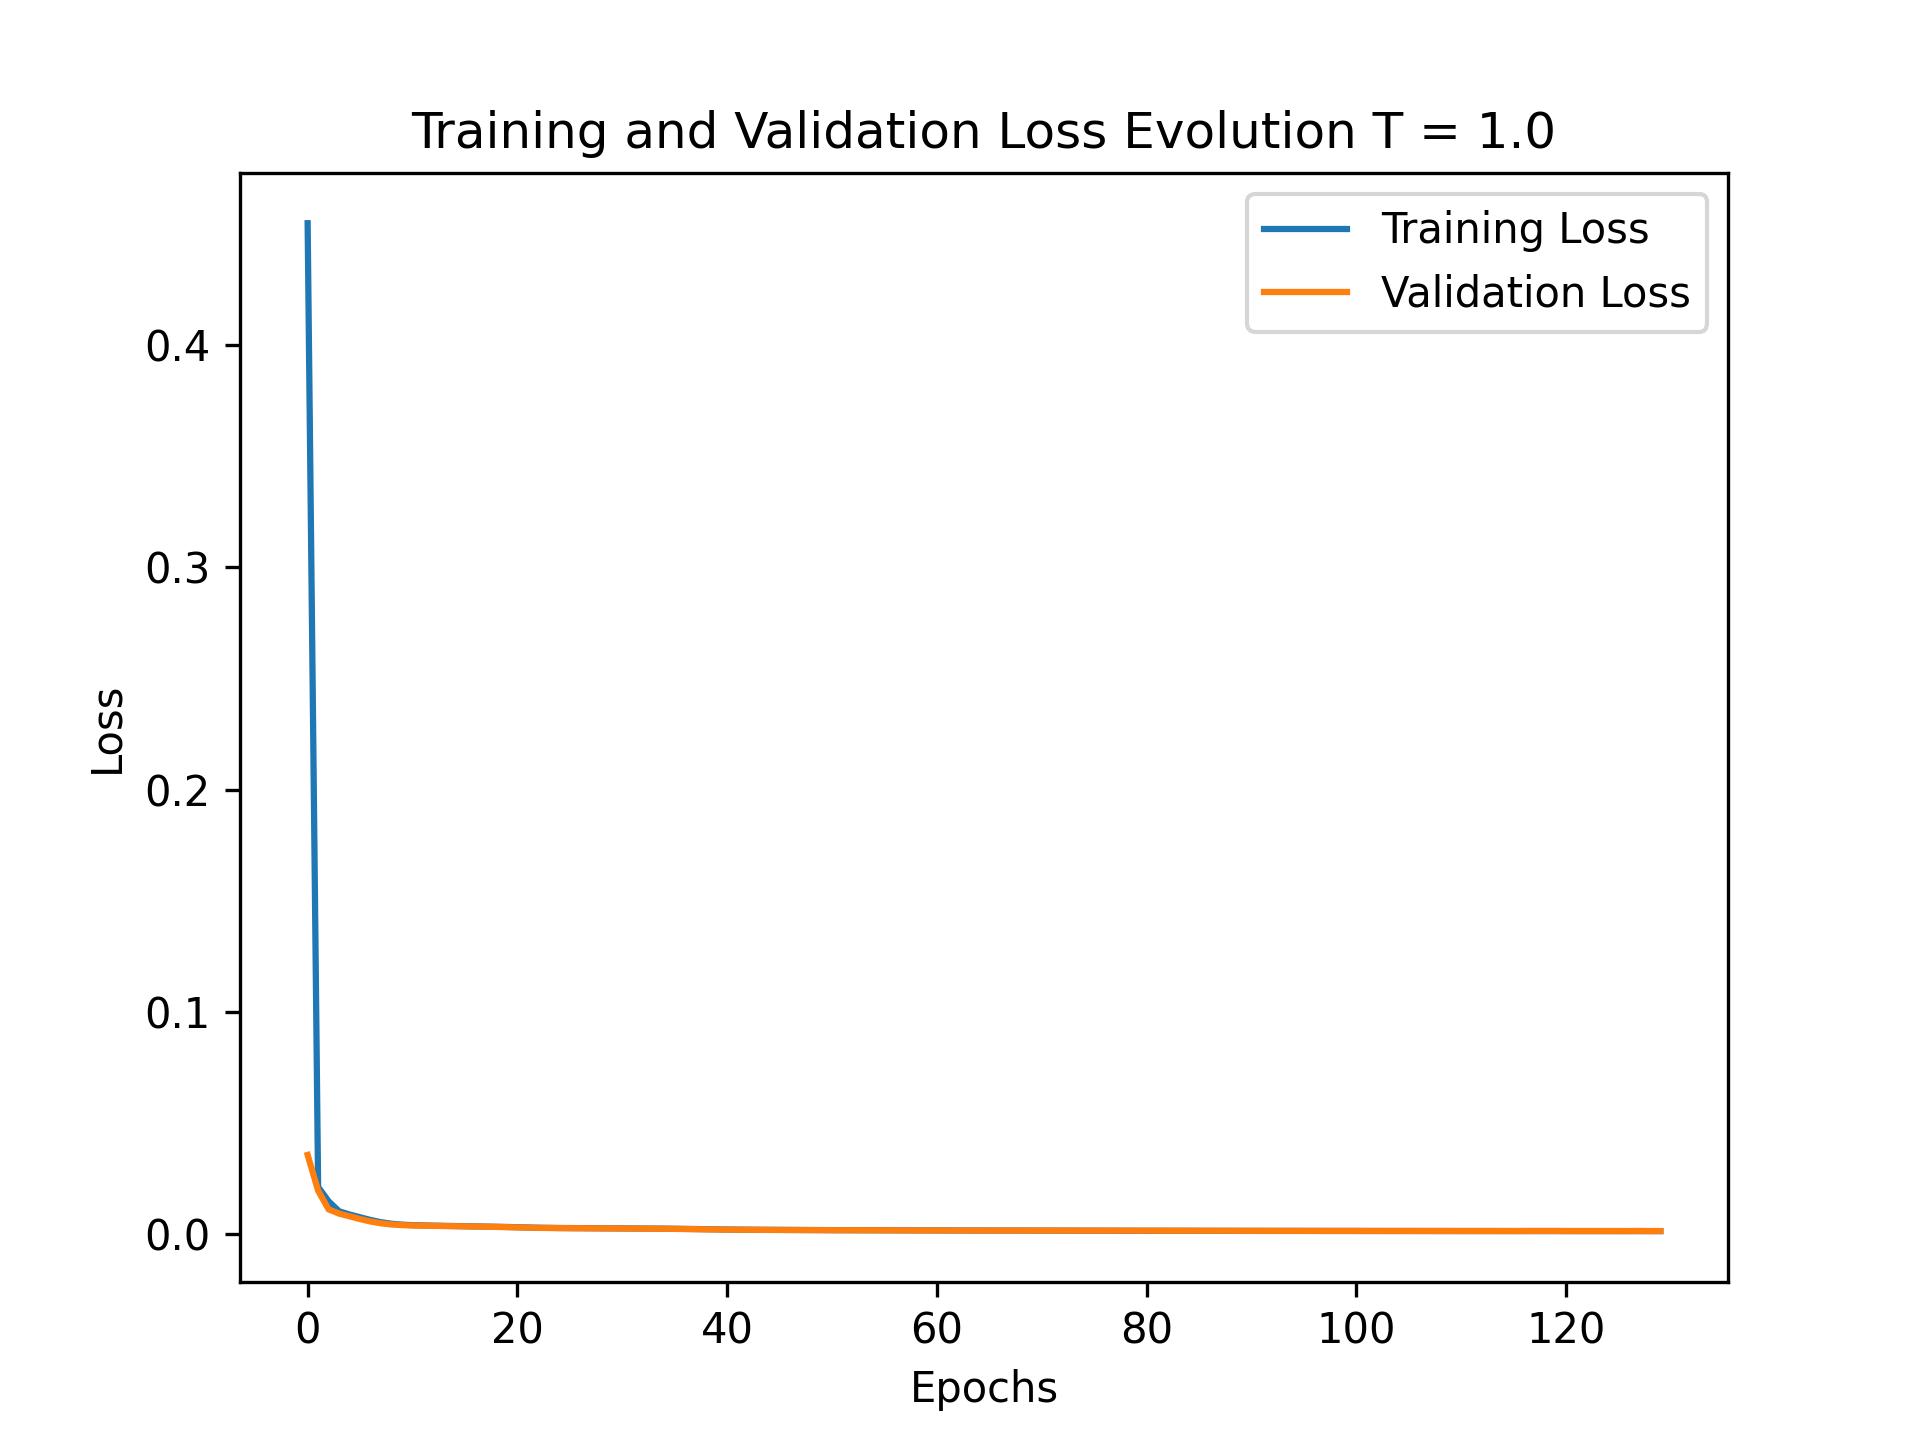 Training and Validation Loss Evolution T = 1.0
Training Loss
Validation Loss
Loss
0.4
0.3
0.2
0.1
0.0
0 20 40 60 80 100 120
Epochs